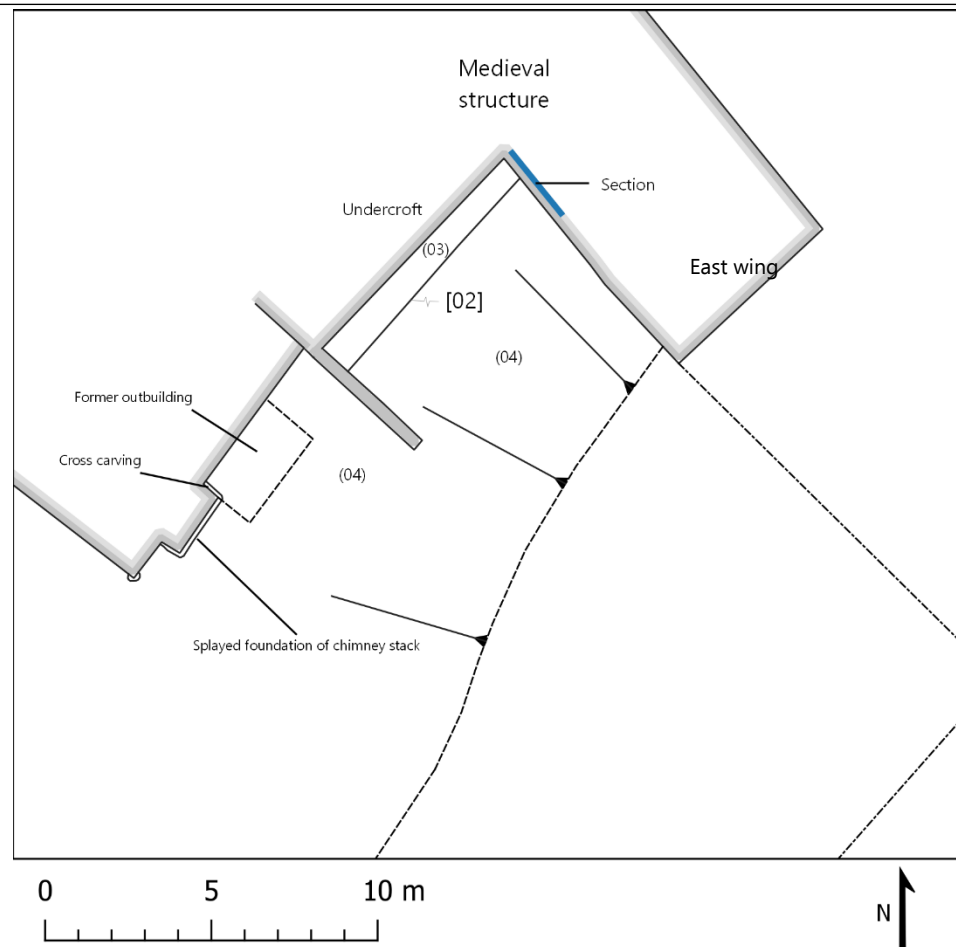 Medieval
structure
Section
Undercroft
(03)
East wing
[02]
(04)
Former outbuilding
Cross carving
(04)
Splayed foundation of chimney stack
0 5 10 m
N